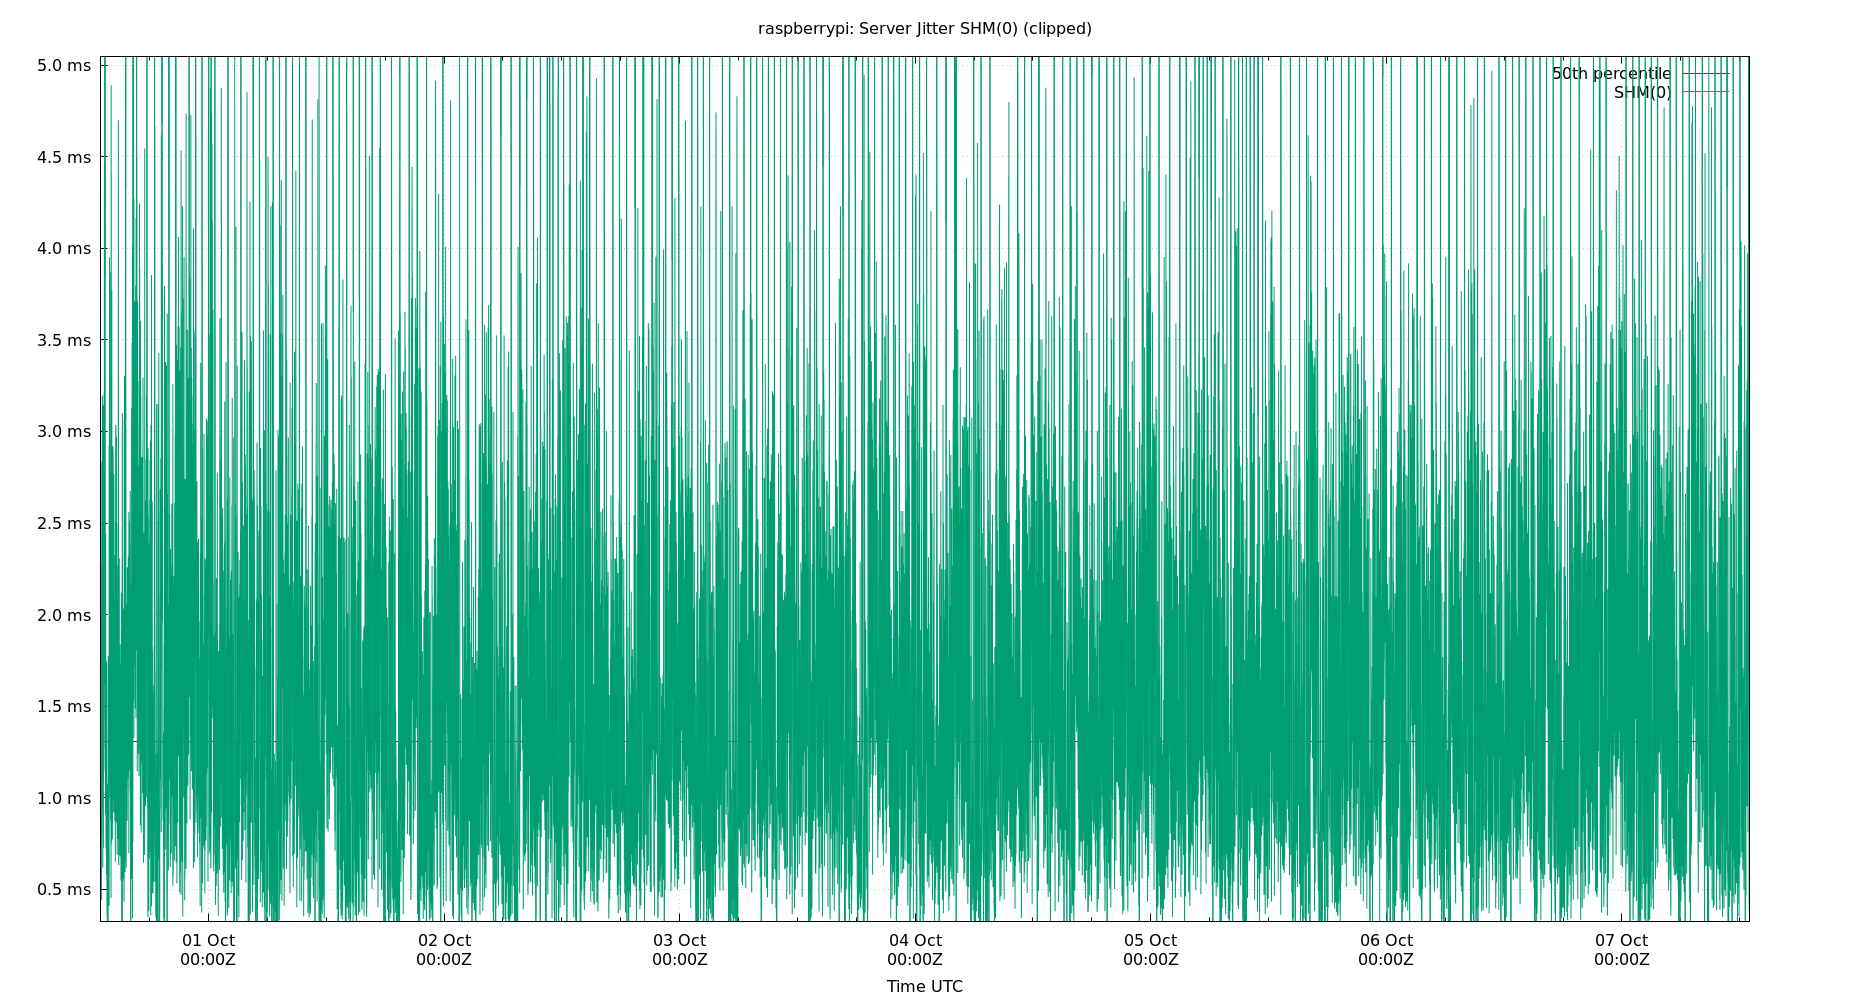 raspberrypi: Server Jitter SHM(0) (clipped)
50th percentile
SHM(0)
5.0 ms
4.5 ms
4.0 ms
3.5 ms
3.0 ms
2.5 ms
2.0 ms
1.5 ms
1.0 ms
0.5 ms
01 Oct 02 Oct 03 Oct 04 Oct 05 Oct 06 Oct 07 Oct
00:00Z 00:00Z 00:00Z 00:00Z 00:00Z 00:00Z 00:00Z
Time UTC